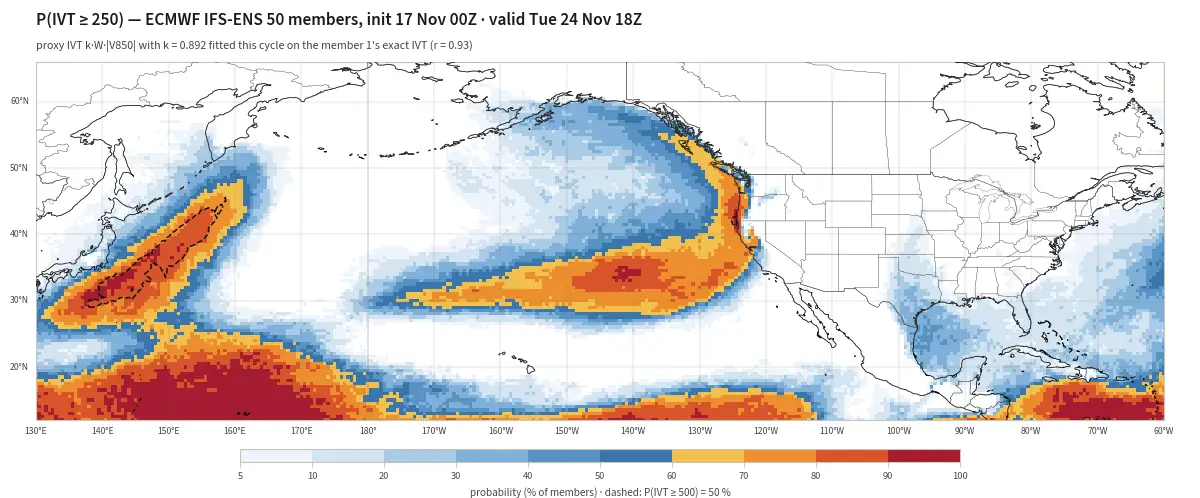 P(IVT ≥ 250) — ECMWF IFS-ENS 50 members, init 17 Nov 00Z · valid Tue 24 Nov 18Z
proxy IVT k·W·|V850| with k = 0.892 fitted this cycle on the member 1's exact IVT (r = 0.93)
60°N
50°N
40°N
30°N
20°N
130°E 140°E 150°E 160°E 170°E 180° 170°W 160°W 150°W 140°W 130°W 120°W 110°W 100°W 90°W 80°W 70°W 60°W
5 10 20 30 40 50 60 70 80 90 100
probability (% of members) · dashed: P(IVT ≥ 500) = 50 %